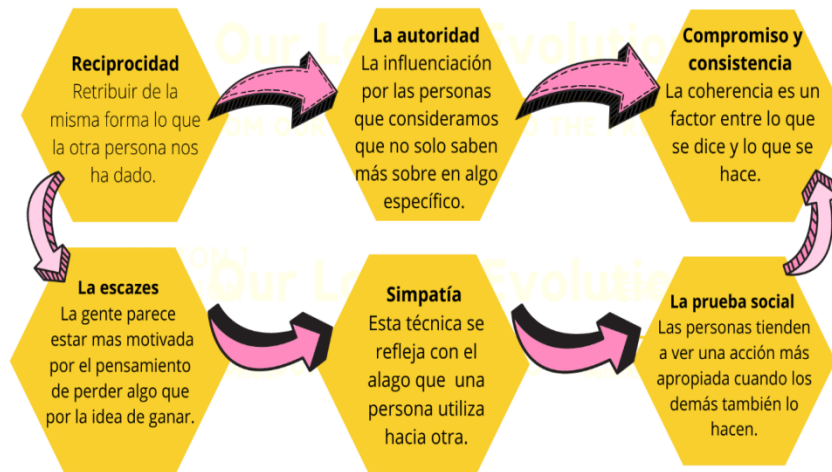 Reciprocidad
Retribuir de la
misma forma lo que
la otra persona nos
ha dado.
La autoridad
La influenciación
por las personas
que consideramos
que no solo saben
más sobre en algo
específico.
Compromiso y
consistencia
La coherencia es un
factor entre lo que
se dice y lo que se
hace.
La escazes
La gente parece
estar mas motivada
por el pensamiento
de perder algo que
por la idea de ganar.
Simpatía
Esta técnica se
refleja con el
alago que una
persona utiliza
hacia otra.
La prueba social
Las personas tienden
a ver una acción más
apropiada cuando los
demás también lo
hacen.